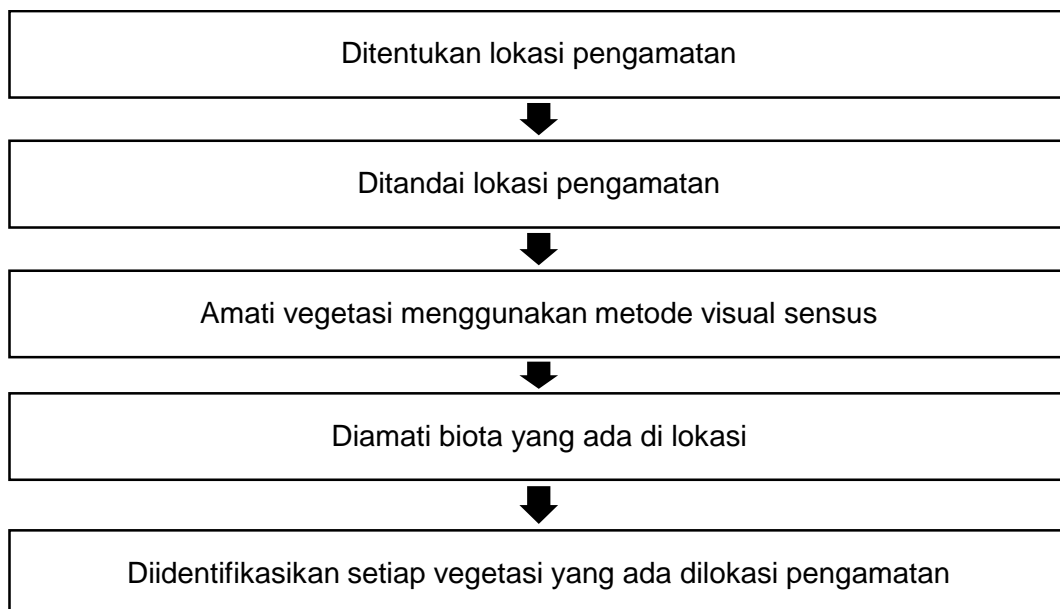 Ditentukan lokasi pengamatan
Ditandai lokasi pengamatan
Amati vegetasi menggunakan metode visual sensus
Diamati biota yang ada di lokasi
Diidentifikasikan setiap vegetasi yang ada dilokasi pengamatan